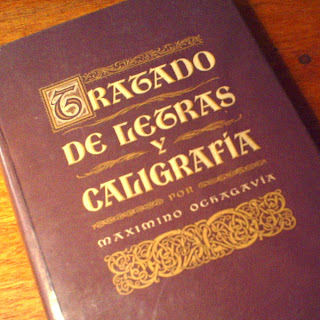 TRATADO
DE LETRAS
Y
CALIGRAFÍA
POR
MAXIMINO OCHAGAVÍA